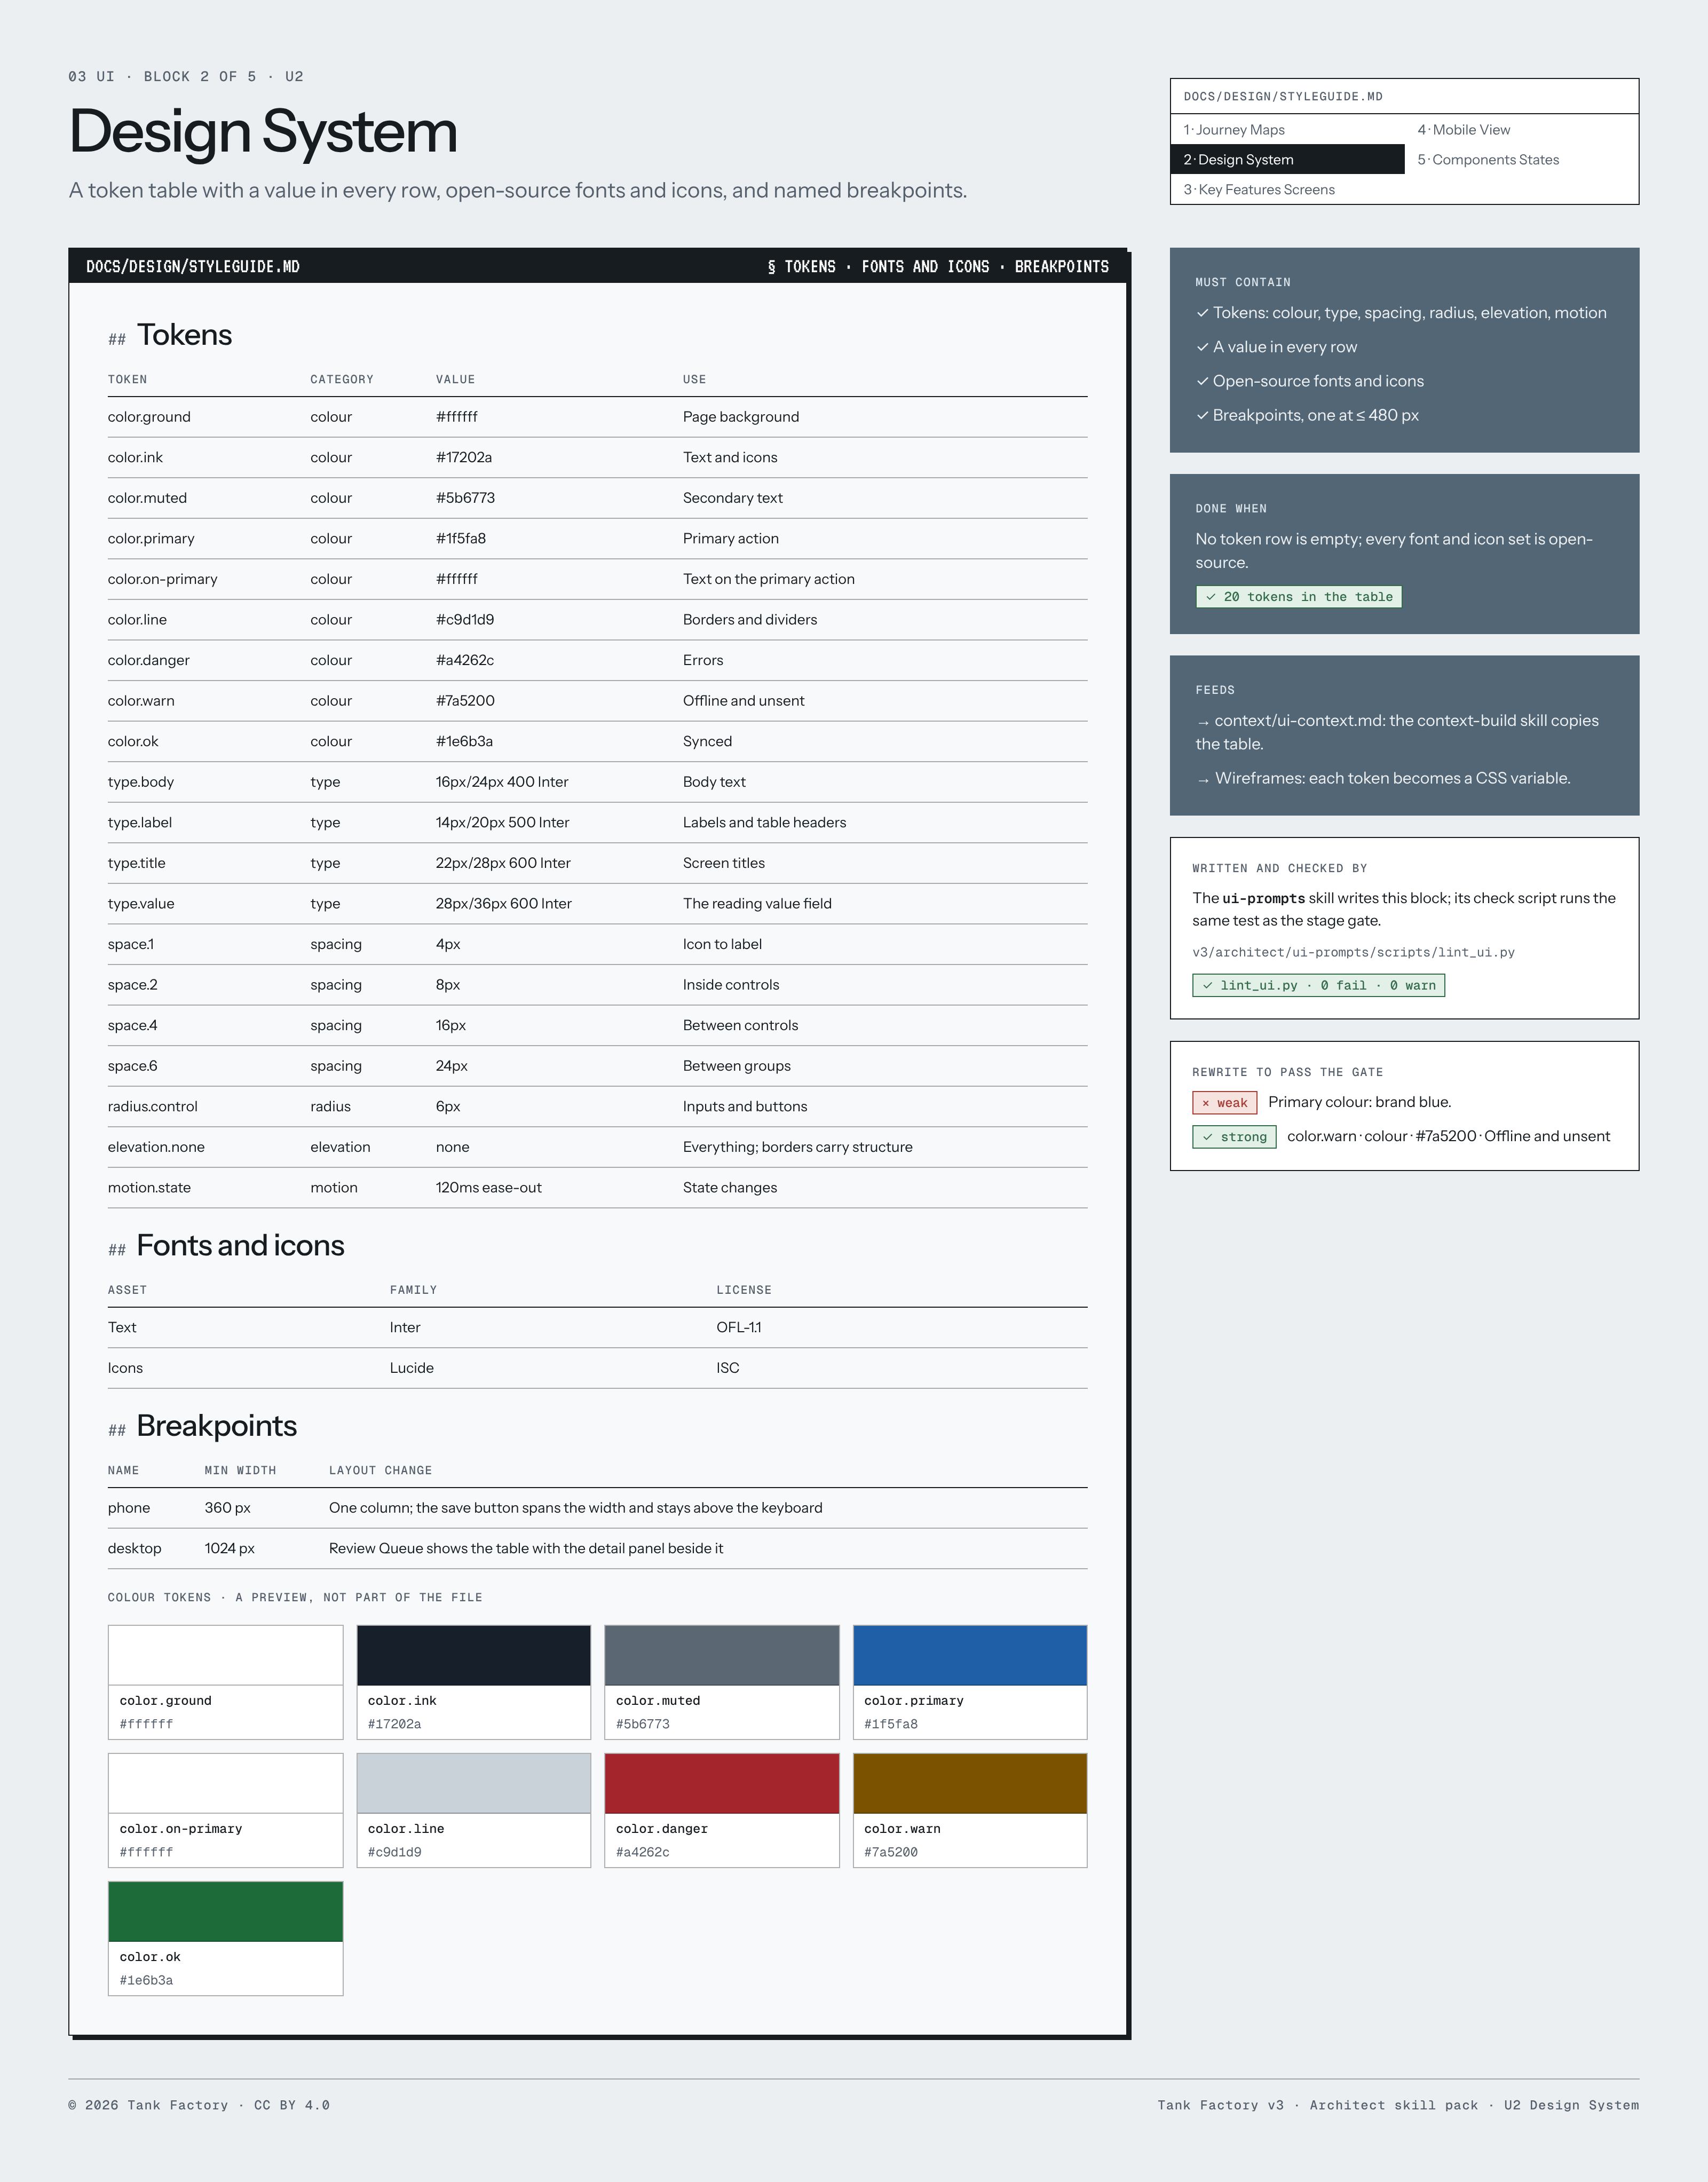 03 UI · BLOCK 2 OF 5 · U2
Design System
A token table with a value in every row, open-source fonts and icons, and named breakpoints.
DOCS/DESIGN/STYLEGUIDE.MD
1 · Journey Maps
4 · Mobile View
2 · Design System
5 · Components States
3 · Key Features Screens
DOCS/DESIGN/STYLEGUIDE.MD § TOKENS · FONTS AND ICONS · BREAKPOINTS
## Tokens
TOKEN CATEGORY VALUE USE
color.ground colour #ffffff Page background
color.ink colour #17202a Text and icons
color.muted colour #5b6773 Secondary text
color.primary colour #1f5fa8 Primary action
color.on-primary colour #ffffff Text on the primary action
color.line colour #c9d1d9 Borders and dividers
color.danger colour #a4262c Errors
color.warn colour #7a5200 Offline and unsent
color.ok colour #1e6b3a Synced
type.body type 16px/24px 400 Inter Body text
type.label type 14px/20px 500 Inter Labels and table headers
type.title type 22px/28px 600 Inter Screen titles
type.value type 28px/36px 600 Inter The reading value field
space.1 spacing 4px Icon to label
space.2 spacing 8px Inside controls
space.4 spacing 16px Between controls
space.6 spacing 24px Between groups
radius.control radius 6px Inputs and buttons
elevation.none elevation none Everything; borders carry structure
motion.state motion 120ms ease-out State changes
## Fonts and icons
ASSET FAMILY LICENSE
Text Inter OFL-1.1
Icons Lucide ISC
## Breakpoints
NAME MIN WIDTH LAYOUT CHANGE
phone 360 px One column; the save button spans the width and stays above the keyboard
desktop 1024 px Review Queue shows the table with the detail panel beside it
COLOUR TOKENS · A PREVIEW, NOT PART OF THE FILE
color.ground
#ffffff
color.ink
#17202a
color.muted
#5b6773
color.primary
#1f5fa8
color.on-primary
#ffffff
color.line
#c9d1d9
color.danger
#a4262c
color.warn
#7a5200
color.ok
#1e6b3a
MUST CONTAIN
✓ Tokens: colour, type, spacing, radius, elevation, motion
✓ A value in every row
✓ Open-source fonts and icons
✓ Breakpoints, one at ≤ 480 px
DONE WHEN
No token row is empty; every font and icon set is open-
source.
✓ 20 tokens in the table
FEEDS
→ context/ui-context.md: the context-build skill copies
the table.
→ Wireframes: each token becomes a CSS variable.
WRITTEN AND CHECKED BY
The ui-prompts skill writes this block; its check script runs the
same test as the stage gate.
v3/architect/ui-prompts/scripts/lint_ui.py
✓ lint_ui.py · 0 fail · 0 warn
REWRITE TO PASS THE GATE
× weak Primary colour: brand blue.
✓ strong color.warn · colour · #7a5200 · Offline and unsent
© 2026 Tank Factory · CC BY 4.0
Tank Factory v3 · Architect skill pack · U2 Design System